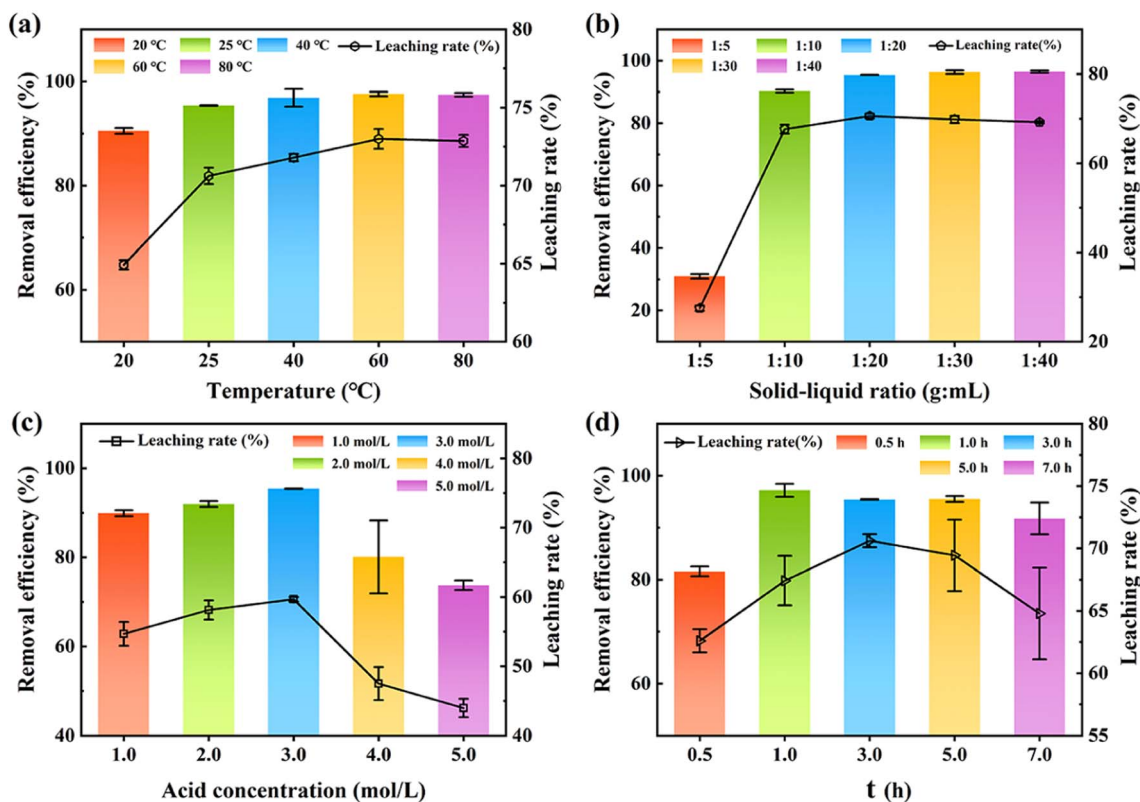 (a)
20 °C 25 °C 40 °C Leaching rate (%)
60 °C 80 °C
Removal efficiency (%)
100
80
60
80
75
70
65
60
Leaching rate (%)
20 25 40 60 80
Temperature (°C)
(b)
1:5 1:10 1:20 Leaching rate(%)
1:30 1:40
Removal efficiency (%)
100
80
60
40
20
80
60
40
20
Leaching rate (%)
1:5 1:10 1:20 1:30 1:40
Solid-liquid ratio (g:mL)
(c)
Leaching rate (%) 1.0 mol/L 3.0 mol/L
2.0 mol/L 4.0 mol/L
5.0 mol/L
Removal efficiency (%)
100
80
60
40
80
70
60
50
40
Leaching rate (%)
1.0 2.0 3.0 4.0 5.0
Acid concentration (mol/L)
(d)
Leaching rate(%) 0.5 h 1.0 h 3.0 h
5.0 h 7.0 h
Removal efficiency (%)
100
80
60
80
75
70
65
60
55
Leaching rate (%)
0.5 1.0 3.0 5.0 7.0
t (h)